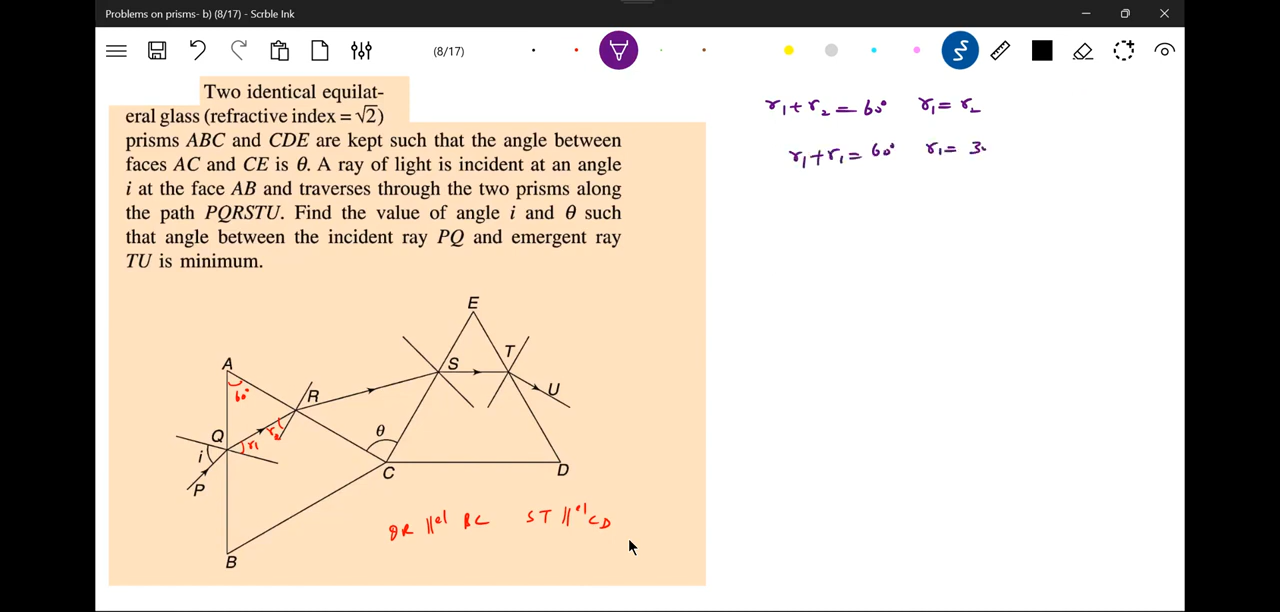 Problems on prisms- b) (8/17) - Scrble Ink
(8/17)
Two identical equilat-
eral glass (refractive index = √2)
prisms ABC and CDE are kept such that the angle between
faces AC and CE is θ. A ray of light is incident at an angle
i at the face AB and traverses through the two prisms along
the path PQRSTU. Find the value of angle i and θ such
that angle between the incident ray PQ and emergent ray
TU is minimum.
r₁ + r₂ = 60° r₁ = r₂
r₁ + r₁ = 60° r₁ = 3
E
A
S
T
60°
R
U
Q
r₂
r₁
θ
i
P
C
D
QR ||el BC ST ||el CD
B